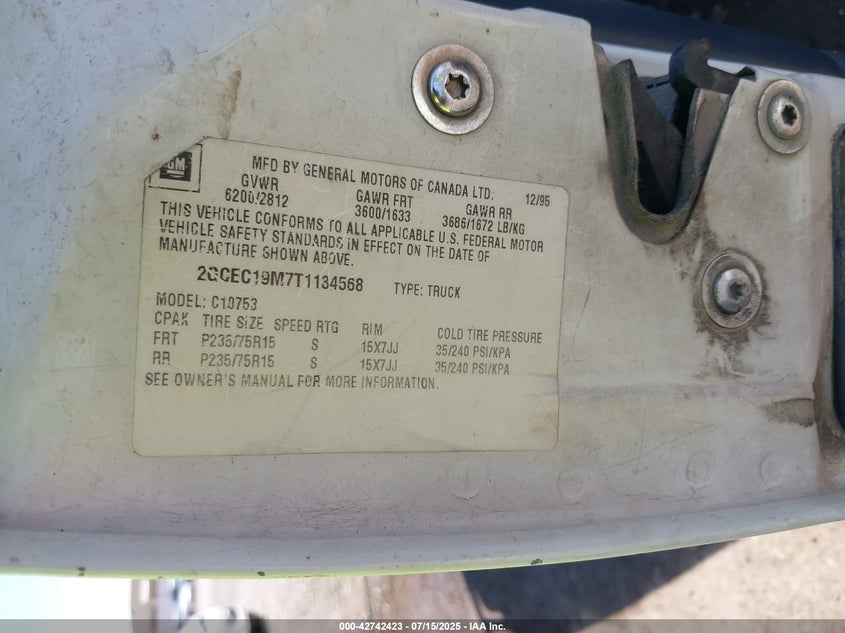 GM
MFD BY GENERAL MOTORS OF CANADA LTD. 12/95
GVWR GAWR FRT GAWR RR
6200/2812 3600/1633 3686/1672 LB/KG
THIS VEHICLE CONFORMS TO ALL APPLICABLE U.S. FEDERAL MOTOR
VEHICLE SAFETY STANDARDS IN EFFECT ON THE DATE OF
MANUFACTURE SHOWN ABOVE.
2GCEC19M7T1134568 TYPE: TRUCK
MODEL: C10753
CPAK TIRE SIZE SPEED RTG RIM COLD TIRE PRESSURE
FRT P235/75R15 S 15X7JJ 35/240 PSI/KPA
RR P235/75R15 S 15X7JJ 35/240 PSI/KPA
SEE OWNER'S MANUAL FOR MORE INFORMATION.
000-42742423 07/15/2025 IAA Inc.